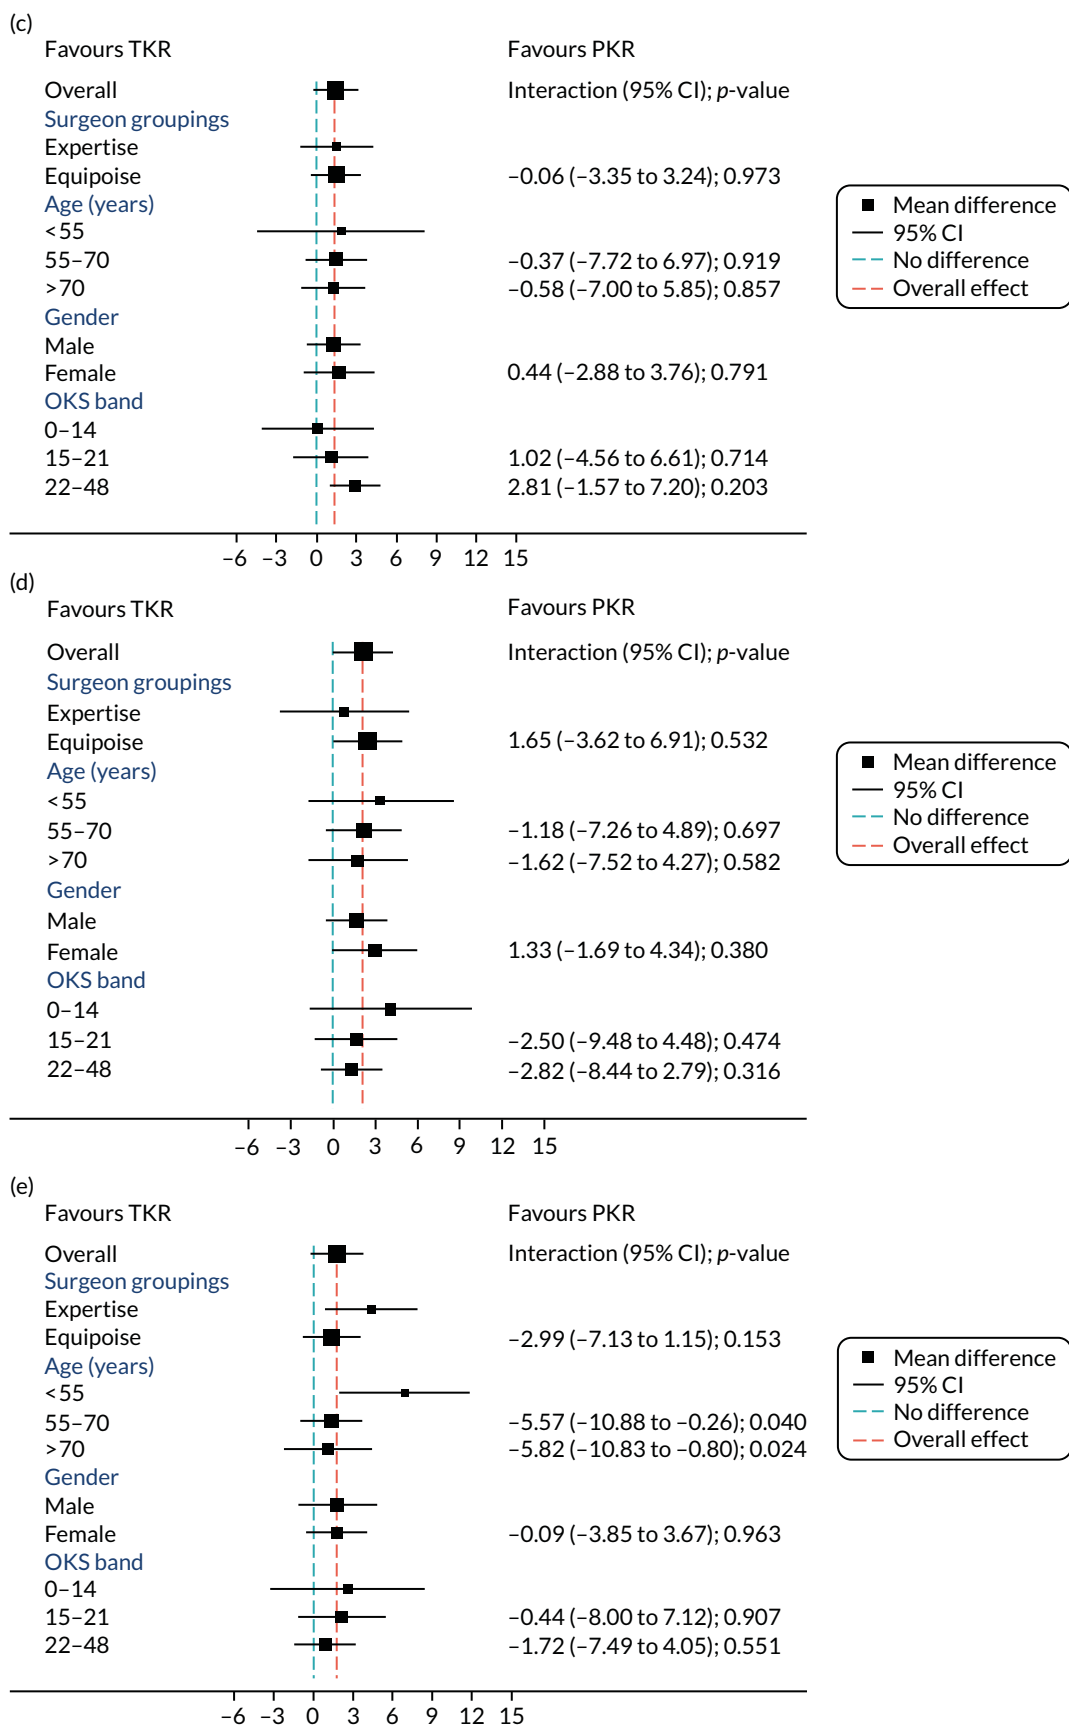 (c)
Favours TKR Favours PKR
Overall Interaction (95% CI); p-value
Surgeon groupings
Expertise
Equipoise –0.06 (–3.35 to 3.24); 0.973
Age (years)
<55
55–70 –0.37 (–7.72 to 6.97); 0.919
>70 –0.58 (–7.00 to 5.85); 0.857
Gender
Male
Female 0.44 (–2.88 to 3.76); 0.791
OKS band
0–14
15–21 1.02 (–4.56 to 6.61); 0.714
22–48 2.81 (–1.57 to 7.20); 0.203
–6 –3 0 3 6 9 12 15
Mean difference
95% CI
No difference
Overall effect
(d)
Favours TKR Favours PKR
Overall Interaction (95% CI); p-value
Surgeon groupings
Expertise
Equipoise 1.65 (–3.62 to 6.91); 0.532
Age (years)
<55
55–70 –1.18 (–7.26 to 4.89); 0.697
>70 –1.62 (–7.52 to 4.27); 0.582
Gender
Male
Female 1.33 (–1.69 to 4.34); 0.380
OKS band
0–14
15–21 –2.50 (–9.48 to 4.48); 0.474
22–48 –2.82 (–8.44 to 2.79); 0.316
–6 –3 0 3 6 9 12 15
Mean difference
95% CI
No difference
Overall effect
(e)
Favours TKR Favours PKR
Overall Interaction (95% CI); p-value
Surgeon groupings
Expertise
Equipoise –2.99 (–7.13 to 1.15); 0.153
Age (years)
<55
55–70 –5.57 (–10.88 to –0.26); 0.040
>70 –5.82 (–10.83 to –0.80); 0.024
Gender
Male
Female –0.09 (–3.85 to 3.67); 0.963
OKS band
0–14
15–21 –0.44 (–8.00 to 7.12); 0.907
22–48 –1.72 (–7.49 to 4.05); 0.551
–6 –3 0 3 6 9 12 15
Mean difference
95% CI
No difference
Overall effect